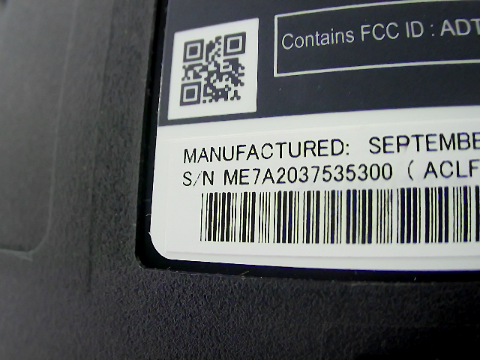 Contains FCC ID : ADT
MANUFACTURED: SEPTEMBE
S/N ME7A2037535300 ( ACLF